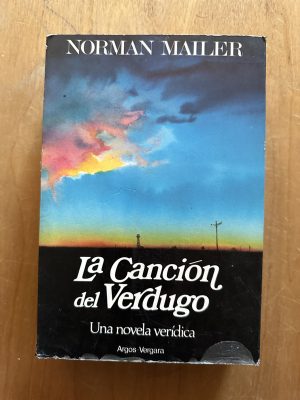 NORMAN MAILER
La Canción
del Verdugo
Una novela verídica
Argos Vergara